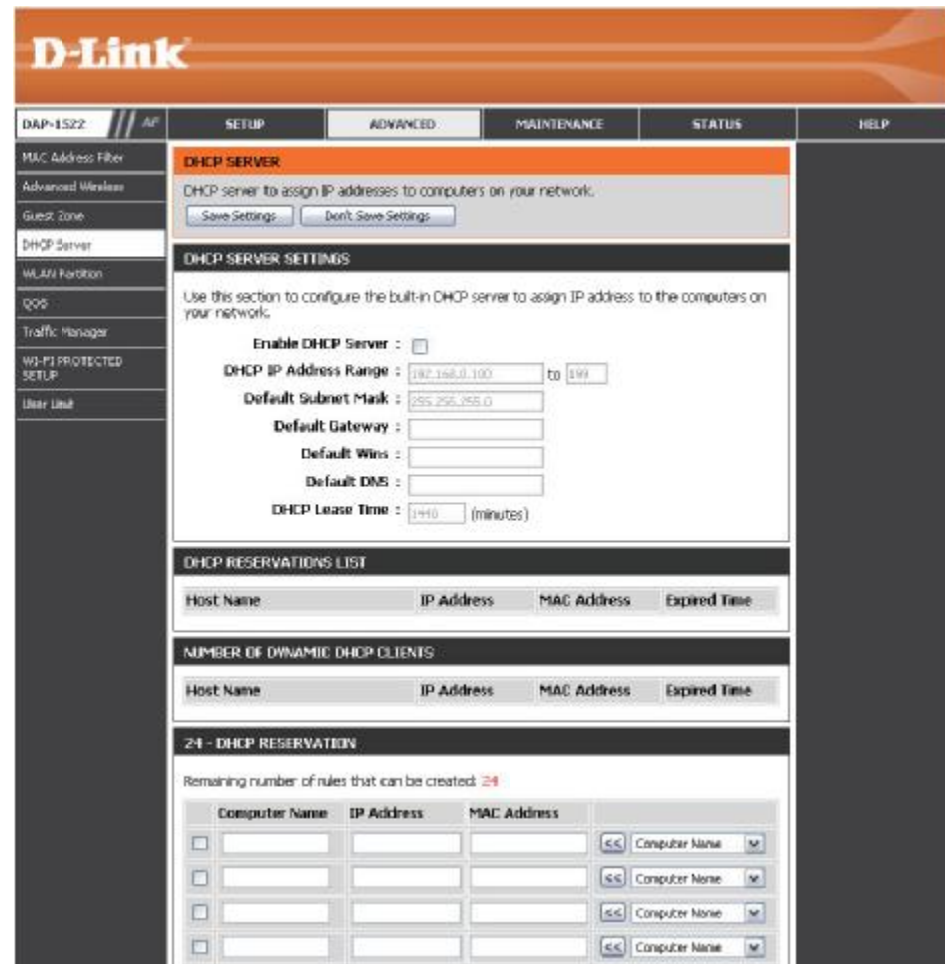 D-Link
DAP-1522 AP SETUP ADVANCED MAINTENANCE STATUS HELP
MAC Address Filter
Advanced Wireless
Guest Zone
DHCP Server
WLAN Partition
QOS
Traffic Manager
WI-FI PROTECTED
SETUP
User Limit
DHCP SERVER
DHCP server to assign IP addresses to computers on your network.
Save Settings Don't Save Settings
DHCP SERVER SETTINGS
Use this section to configure the built-in DHCP server to assign IP address to the computers on
your network.
Enable DHCP Server :
DHCP IP Address Range : 192.168.0.100 to 199
Default Subnet Mask : 255.255.255.0
Default Gateway :
Default Wins :
Default DNS :
DHCP Lease Time : 1440 (minutes)
DHCP RESERVATIONS LIST
Host Name IP Address MAC Address Expired Time
NUMBER OF DYNAMIC DHCP CLIENTS
Host Name IP Address MAC Address Expired Time
24 - DHCP RESERVATION
Remaining number of rules that can be created: 24
Computer Name IP Address MAC Address
<< Computer Name
<< Computer Name
<< Computer Name
<< Computer Name